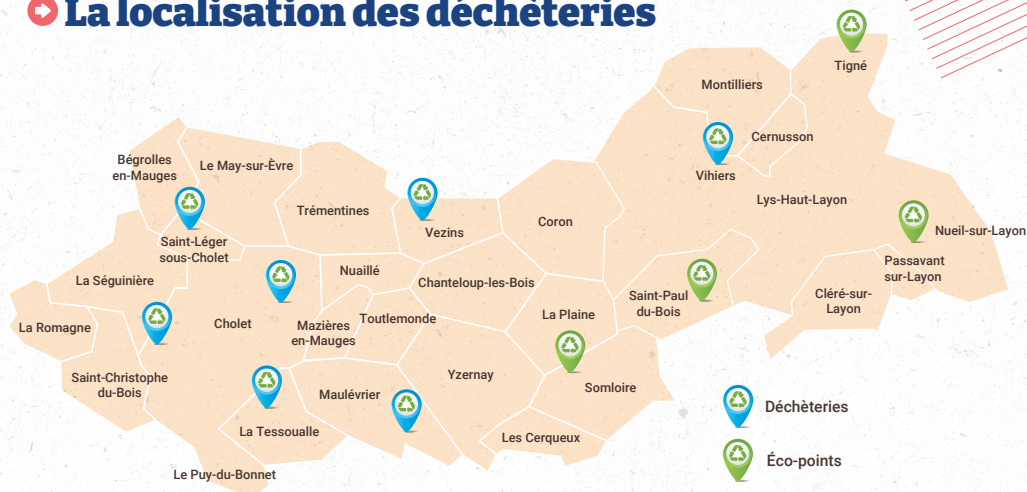 La localisation des déchèteries
Tigné
Montilliers
Cernusson
Vihiers
Bégrolles
en-Mauges
Le May-sur-Èvre
Trémentines
Vezins
Coron
Lys-Haut-Layon
Nueil-sur-Layon
Saint-Léger
sous-Cholet
Passavant
sur-Layon
La Séguinière
Nuaillé
Chanteloup-les-Bois
Saint-Paul
du-Bois
Cléré-sur-
Layon
La Romagne
Cholet
Mazières
en-Mauges
Toutlemonde
La Plaine
Saint-Christophe
du-Bois
Maulévrier
Yzernay
Somloire
La Tessoualle
Les Cerqueux
Le Puy-du-Bonnet
Déchèteries
Éco-points